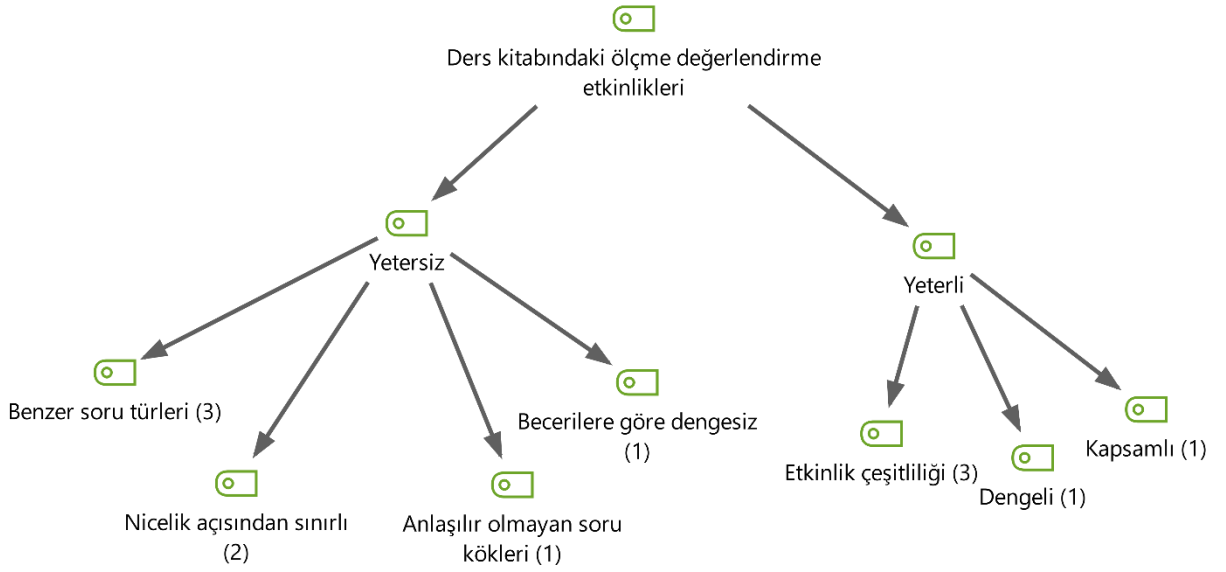 Ders kitabındaki ölçme değerlendirme
etkinlikleri
Yetersiz
Yeterli
Benzer soru türleri (3)
Becerilere göre dengesiz
(1)
Nicelik açısından sınırlı
(2)
Anlaşılır olmayan soru
kökleri (1)
Etkinlik çeşitliliği (3)
Dengeli (1)
Kapsamlı (1)